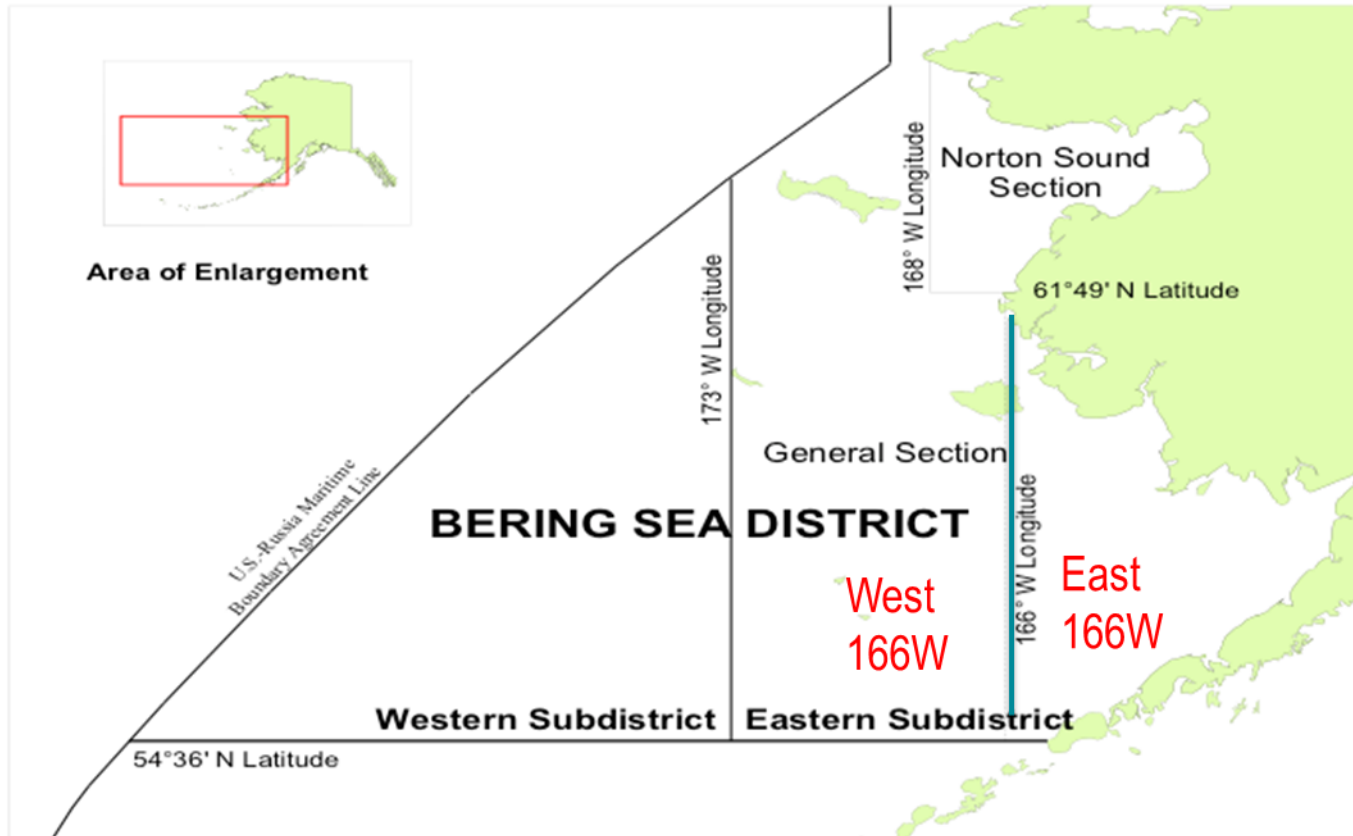 Norton Sound
Section
168° W Longitude
Area of Enlargement
61°49' N Latitude
173° W Longitude
General Section
U.S.-Russia Maritime
Boundary Agreement Line
BERING SEA DISTRICT
166° W Longitude
West
166W
East
166W
Western Subdistrict
Eastern Subdistrict
54°36' N Latitude